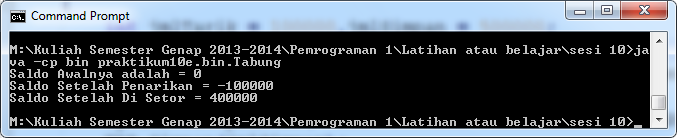 Command Prompt
M:\Kuliah Semester Genap 2013-2014\Pemrograman 1\Latihan atau belajar\sesi 10>ja
va -cp bin praktikum10e.bin.Tabung
Saldo Awalnya adalah = 0
Saldo Setelah Penarikan = -100000
Saldo Setelah Di Setor = 400000
M:\Kuliah Semester Genap 2013-2014\Pemrograman 1\Latihan atau belajar\sesi 10>_